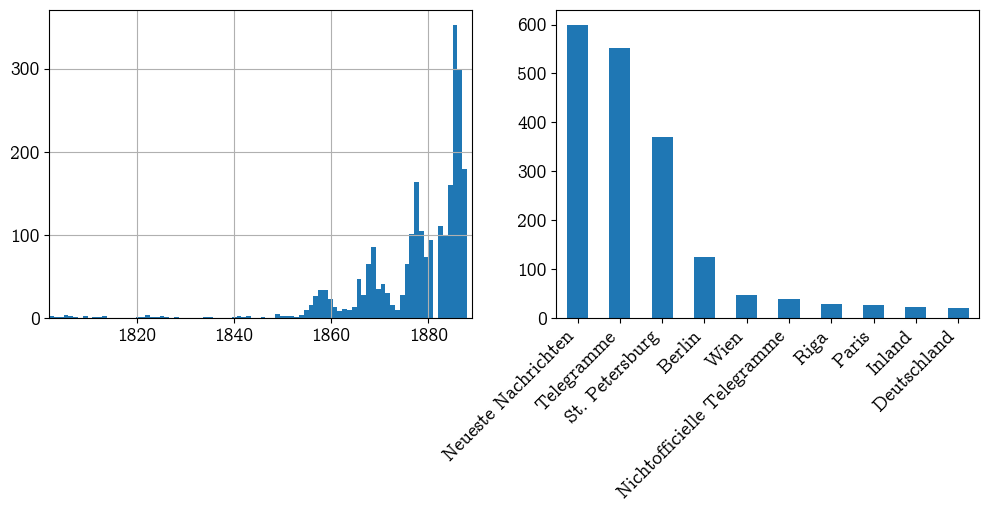 300
200
100
0
1820 1840 1860 1880
600
500
400
300
200
100
0
Neueste Nachrichten
Telegramme
St. Petersburg
Berlin
Wien
Nichtofficielle Telegramme
Riga
Paris
Inland
Deutschland